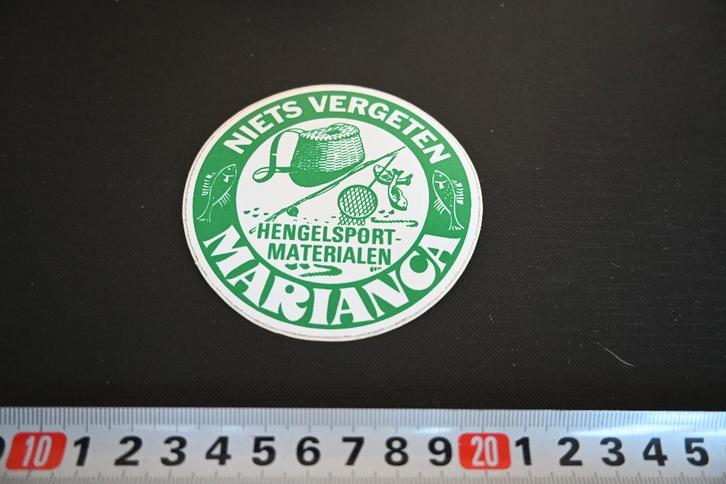 NIETS VERGETEN
HENGELSPORT-
MATERIALEN
MARIANCA
10 1 2 3 4 5 6 7 8 9 20 1 2 3 4 5